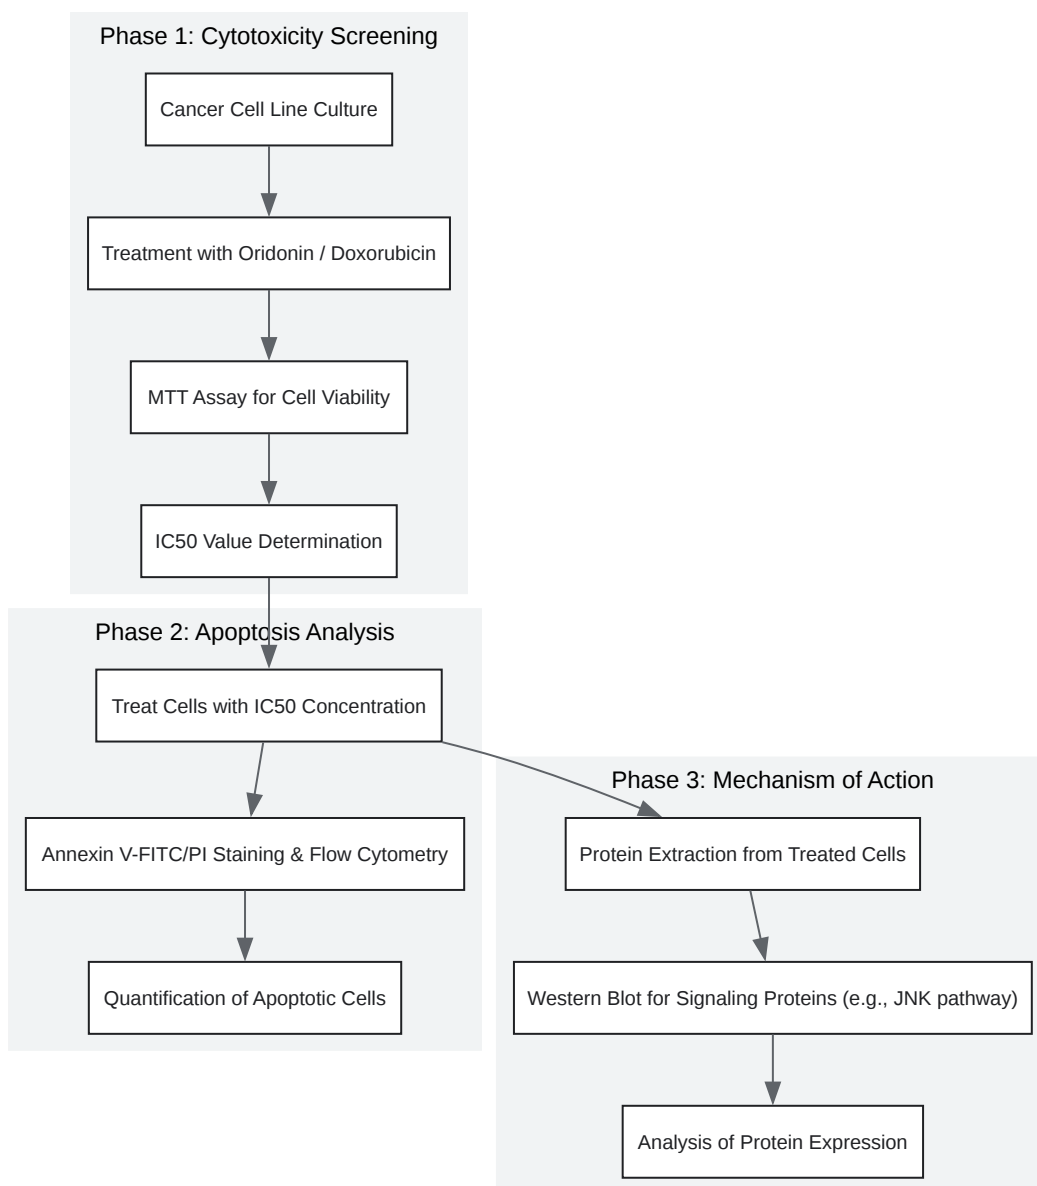 Phase 1: Cytotoxicity Screening
Cancer Cell Line Culture
Treatment with Oridonin / Doxorubicin
MTT Assay for Cell Viability
IC50 Value Determination
Phase 2: Apoptosis Analysis
Treat Cells with IC50 Concentration
Annexin V-FITC/PI Staining & Flow Cytometry
Quantification of Apoptotic Cells
Phase 3: Mechanism of Action
Protein Extraction from Treated Cells
Western Blot for Signaling Proteins (e.g., JNK pathway)
Analysis of Protein Expression